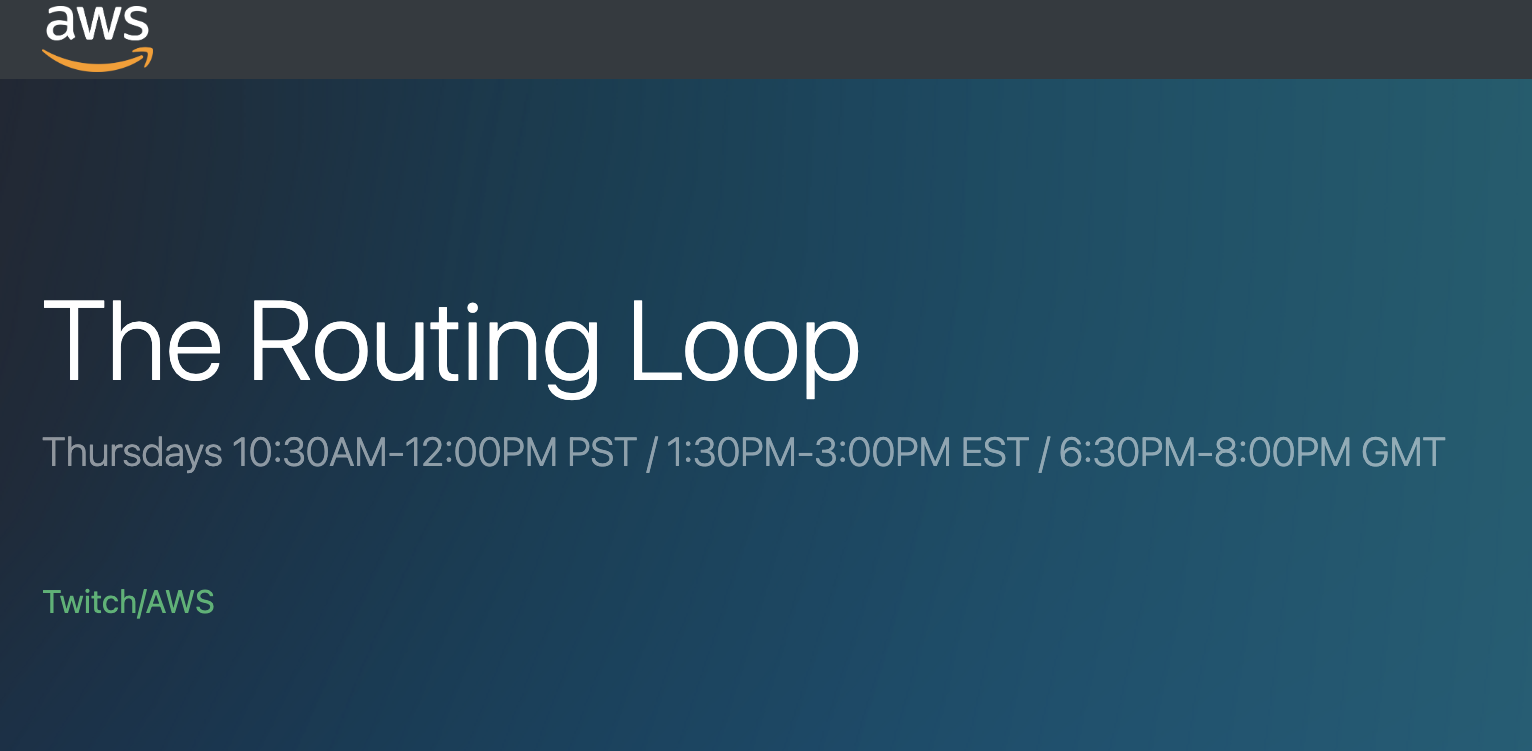 aws
The Routing Loop
Thursdays 10:30AM-12:00PM PST / 1:30PM-3:00PM EST / 6:30PM-8:00PM GMT
Twitch/AWS